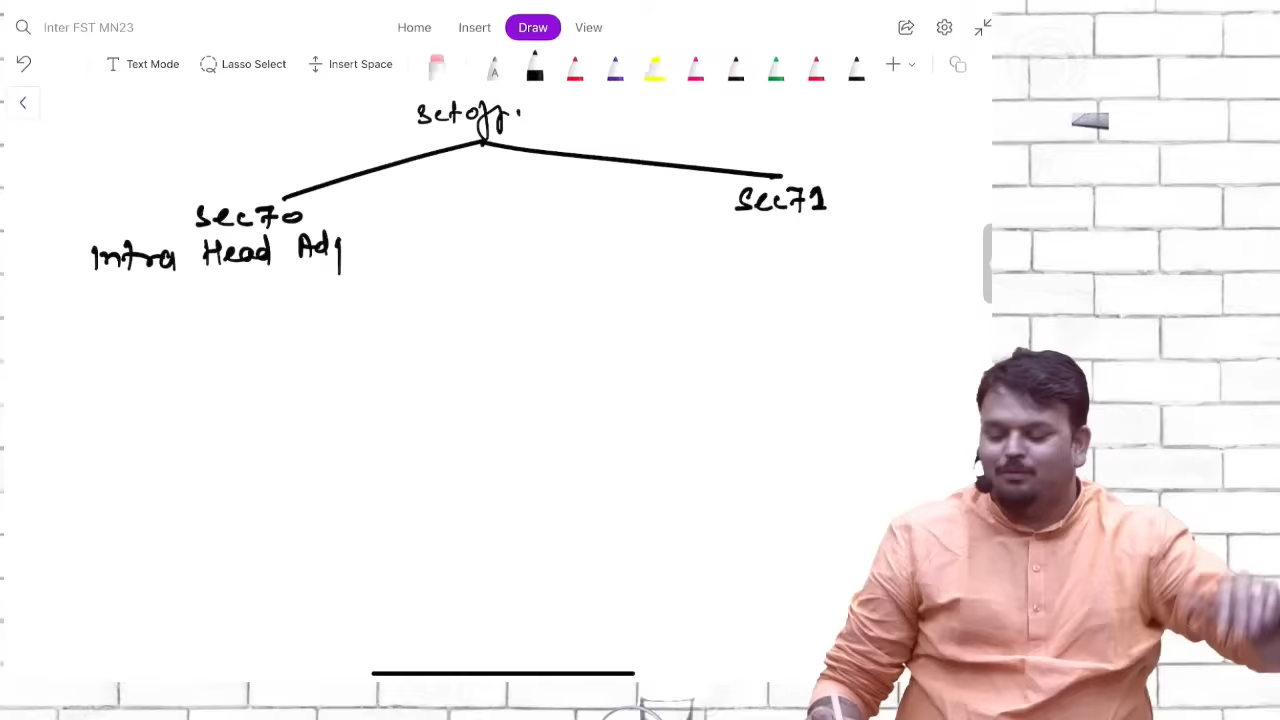 Inter FST MN23
Home Insert Draw View
Text Mode Lasso Select Insert Space
A
Setoff.
Sec70
Sec71
Intra Head Adj